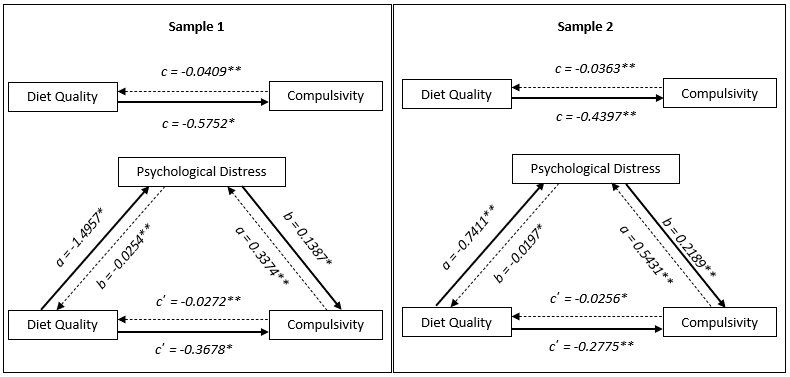 Sample 1
c = -0.0409**
Diet Quality
Compulsivity
c = -0.5752*
Psychological Distress
a = -1.4957*
b = -0.0254**
b = 0.1387*
a = 0.3374**
c′ = -0.0272**
Diet Quality
Compulsivity
c′ = -0.3678*
Sample 2
c = -0.0363**
Diet Quality
Compulsivity
c = -0.4397**
Psychological Distress
a = -0.7411**
b = -0.0197*
b = 0.2189**
a = 0.5431**
c′ = -0.0256*
Diet Quality
Compulsivity
c′ = -0.2775**